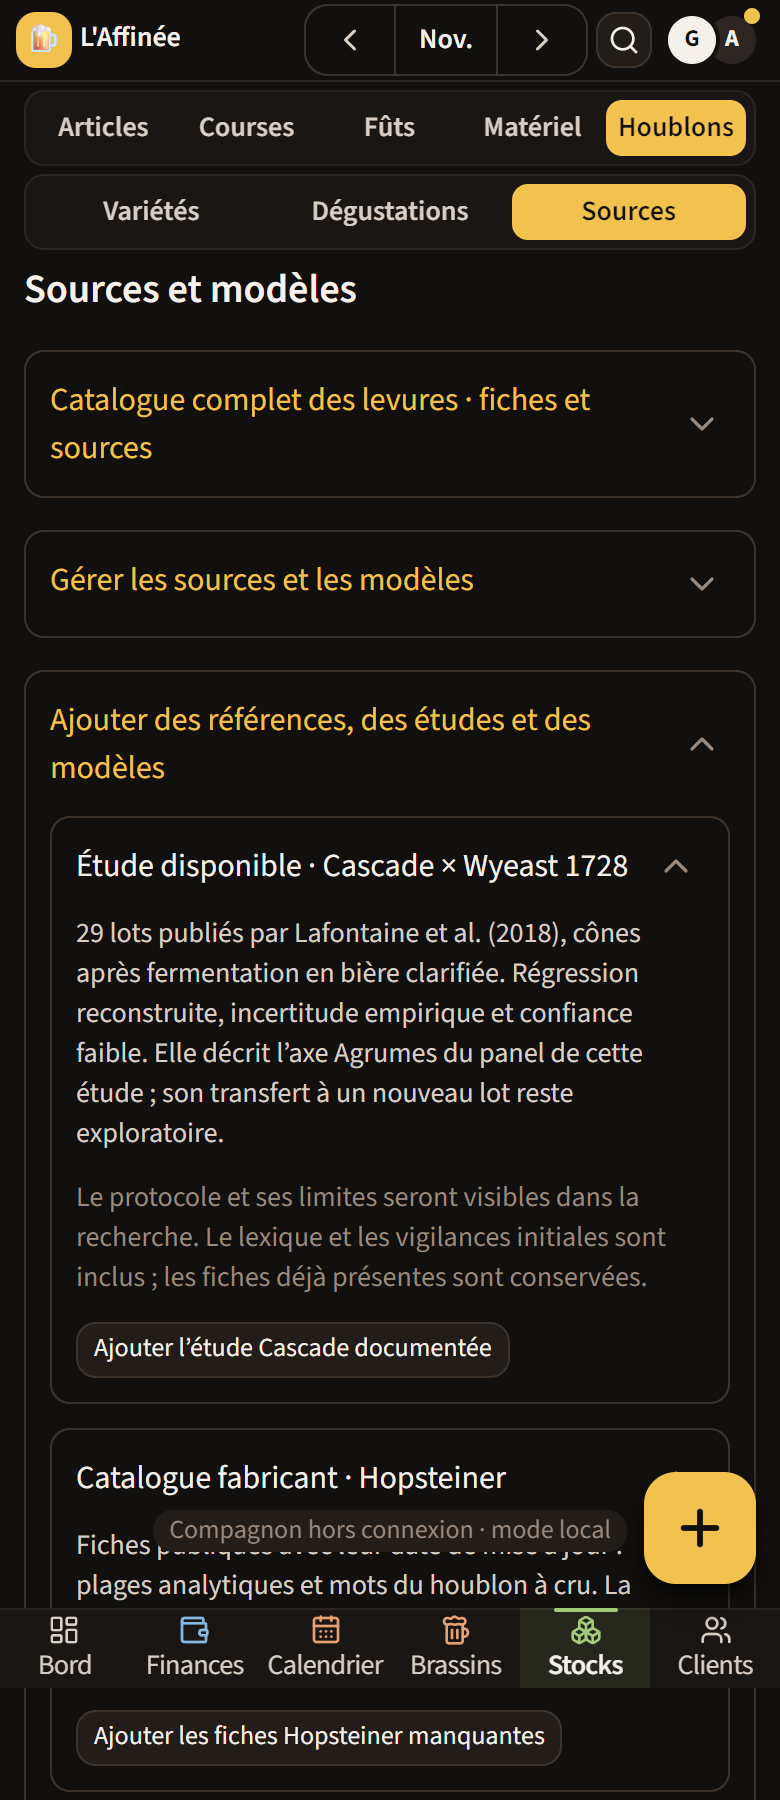 L'Affinée
Nov.
G
A
Articles
Courses
Fûts
Matériel
Houblons
Variétés
Dégustations
Sources
Sources et modèles
Catalogue complet des levures · fiches et
sources
Gérer les sources et les modèles
Ajouter des références, des études et des
modèles
Étude disponible · Cascade × Wyeast 1728
29 lots publiés par Lafontaine et al. (2018), cônes
après fermentation en bière clarifiée. Régression
reconstruite, incertitude empirique et confiance
faible. Elle décrit l’axe Agrumes du panel de cette
étude ; son transfert à un nouveau lot reste
exploratoire.
Le protocole et ses limites seront visibles dans la
recherche. Le lexique et les vigilances initiales sont
inclus ; les fiches déjà présentes sont conservées.
Ajouter l’étude Cascade documentée
Catalogue fabricant · Hopsteiner
Compagnon hors connexion · mode local
Fiches
plages analytiques et mots du houblon à cru. La
Bord
Finances
Calendrier
Brassins
Stocks
Clients
Ajouter les fiches Hopsteiner manquantes